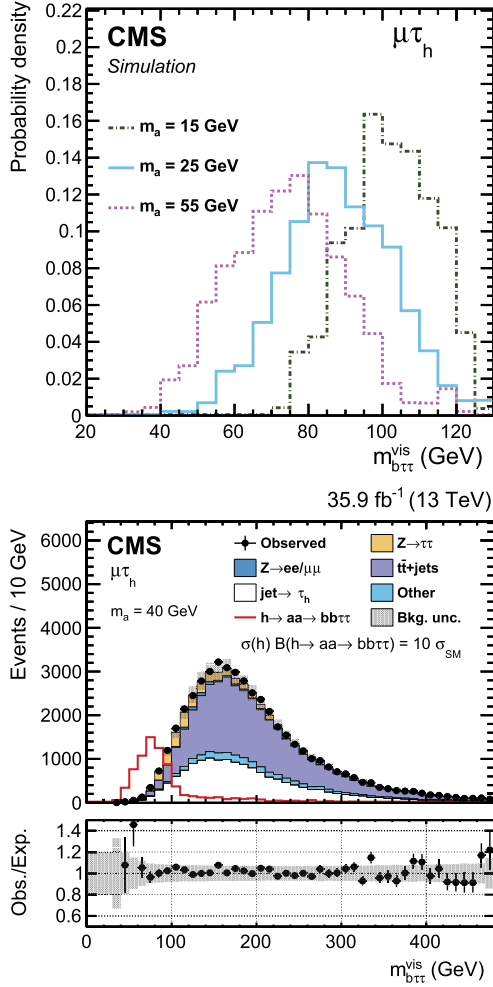 Probability density
0.22
0.2
0.18
0.16
0.14
0.12
0.1
0.08
0.06
0.04
0.02
0
CMS
Simulation
μτh
ma = 15 GeV
ma = 25 GeV
ma = 55 GeV
20 40 60 80 100 120
m^vis_bττ (GeV)
35.9 fb⁻¹ (13 TeV)
Events / 10 GeV
6000
5000
4000
3000
2000
1000
0
CMS
μτh
ma = 40 GeV
Observed
Z→ττ
Z→ee/μμ
tt̄+jets
jet→ τh
Other
h→ aa→ bbττ
Bkg. unc.
σ(h) B(h→ aa→ bbττ) = 10 σSM
Obs./Exp.
1.4
1.2
1
0.8
0.6
0 100 200 300 400
m^vis_bττ (GeV)